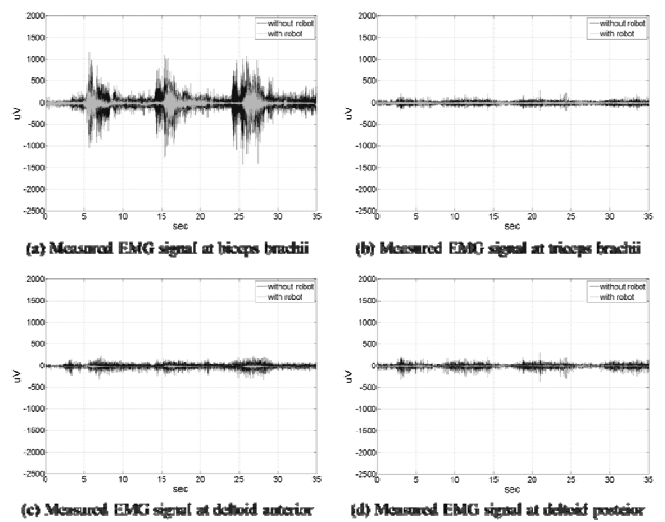 2000
1500
1000
500
0
-500
-1000
-1500
-2000
-2500
uV
0 5 10 15 20 25 30 35
sec
without robot
with robot
(a) Measured EMG signal at biceps brachii
2000
1500
1000
500
0
-500
-1000
-1500
-2000
-2500
uV
0 5 10 15 20 25 30 35
sec
without robot
with robot
(b) Measured EMG signal at triceps brachii
2000
1500
1000
500
0
-500
-1000
-1500
-2000
-2500
uV
0 5 10 15 20 25 30 35
sec
without robot
with robot
(c) Measured EMG signal at deltoid anterior
2000
1500
1000
500
0
-500
-1000
-1500
-2000
-2500
uV
0 5 10 15 20 25 30 35
sec
without robot
with robot
(d) Measured EMG signal at deltoid posteior